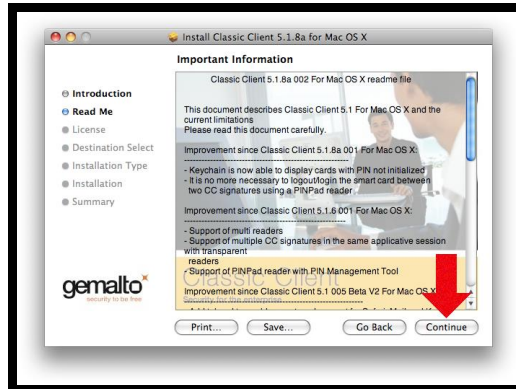 Install Classic Client 5.1.8a for Mac OS X
Important Information
Introduction
Read Me
License
Destination Select
Installation Type
Installation
Summary
Classic Client 5.1.8a 002 For Mac OS X readme file
This document describes Classic Client 5.1 For Mac OS X and the
current limitations
Please read this document carefully.
Improvement since Classic Client 5.1.8a 001 For Mac OS X:
- Keychain is now able to display cards with PIN not initialized
- It is no more necessary to logout/login the smart card between
two CC signatures using a PINPad reader
Improvement since Classic Client 5.1.6 001 For Mac OS X:
- Support of multi readers
- Support of multiple CC signatures in the same applicative session
with transparent
readers
- Support of PINPad reader with PIN Management Tool
Classic Client
Improvement since Classic Client 5.1 005 Beta V2 For Mac OS X
Security for the enterprise
gemalto
security to be free
Print...
Save...
Go Back
Continue